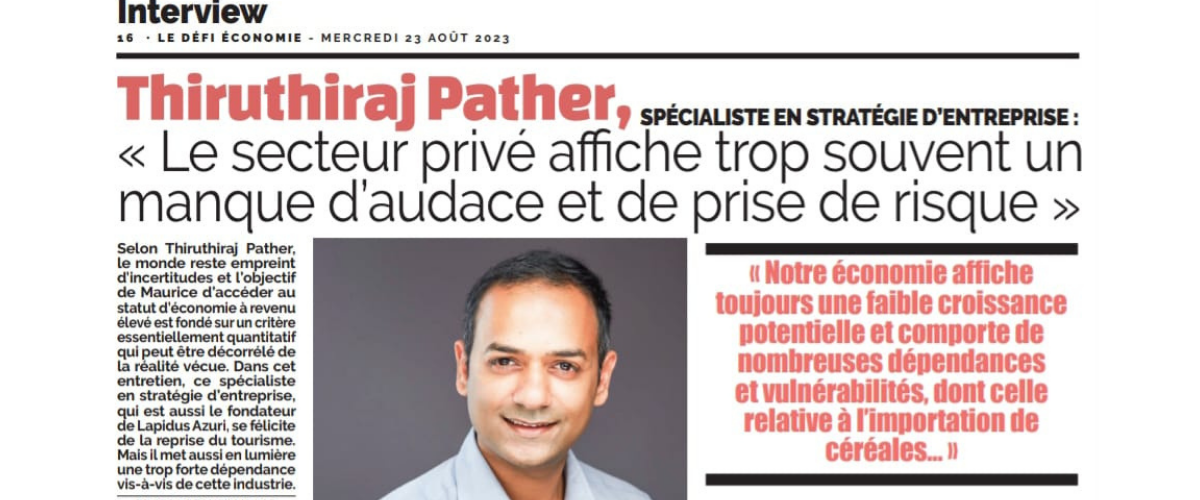 Interview
16 · LE DÉFI ÉCONOMIE - MERCREDI 23 AOÛT 2023
Thiruthiraj Pather, SPÉCIALISTE EN STRATÉGIE D'ENTREPRISE :
« Le secteur privé affiche trop souvent un
manque d'audace et de prise de risque »
Selon Thiruthiraj Pather,
le monde reste empreint
d'incertitudes et l'objectif
de Maurice d'accéder au
statut d'économie à revenu
élevé est fondé sur un critère
essentiellement quantitatif
qui peut être décorrélé de
la réalité vécue. Dans cet
entretien, ce spécialiste
en stratégie d'entreprise,
qui est aussi le fondateur
de Lapidus Azuri, se félicite
de la reprise du tourisme.
Mais il met aussi en lumière
une trop forte dépendance
vis-à-vis de cette industrie.
« Notre économie affiche
toujours une faible croissance
potentielle et comporte de
nombreuses dépendances
et vulnérabilités, dont celle
relative à l'importation de
céréales... »